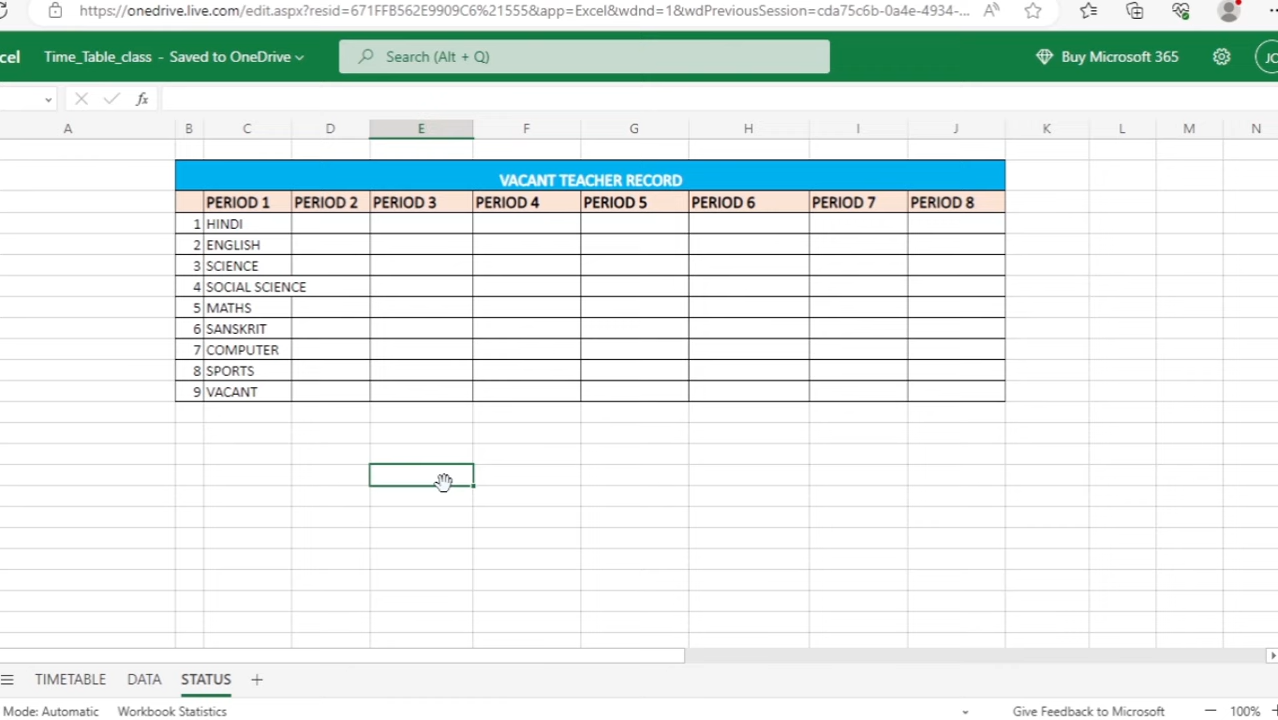 https://onedrive.live.com/edit.aspx?resid=671FFB562E9909C6%21555&app=Excel&wdnd=1&wdPreviousSession=cda75c6b-0a4e-4934-...
cel Time_Table_class - Saved to OneDrive Search (Alt + Q) Buy Microsoft 365 JC
fx
A B C D E F G H I J K L M N
VACANT TEACHER RECORD
PERIOD 1 PERIOD 2 PERIOD 3 PERIOD 4 PERIOD 5 PERIOD 6 PERIOD 7 PERIOD 8
1 HINDI
2 ENGLISH
3 SCIENCE
4 SOCIAL SCIENCE
5 MATHS
6 SANSKRIT
7 COMPUTER
8 SPORTS
9 VACANT
TIMETABLE DATA STATUS +
Mode: Automatic Workbook Statistics Give Feedback to Microsoft — 100% +